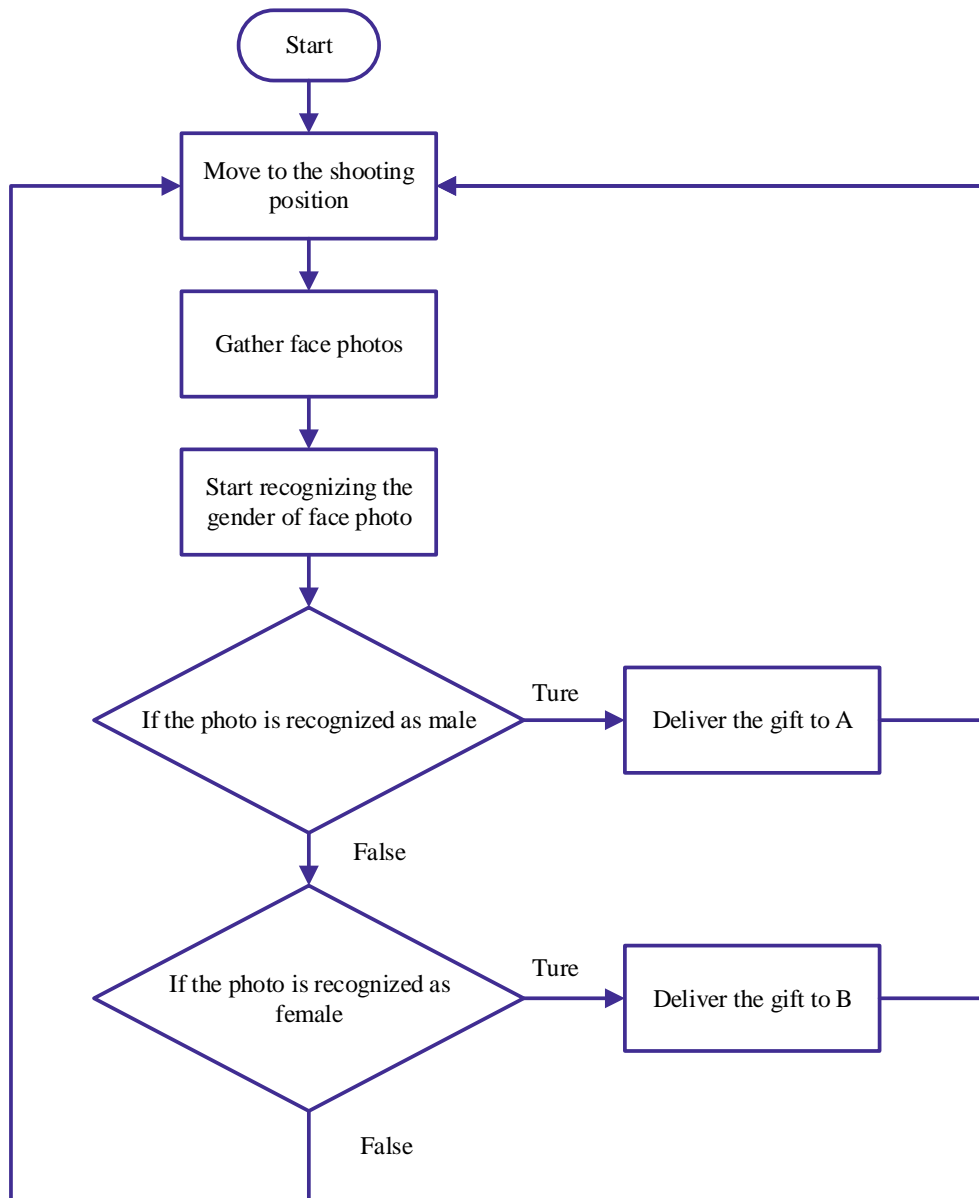 Start
Move to the shooting
position
Gather face photos
Start recognizing the
gender of face photo
If the photo is recognized as male
Ture
Deliver the gift to A
False
If the photo is recognized as
female
Ture
Deliver the gift to B
False